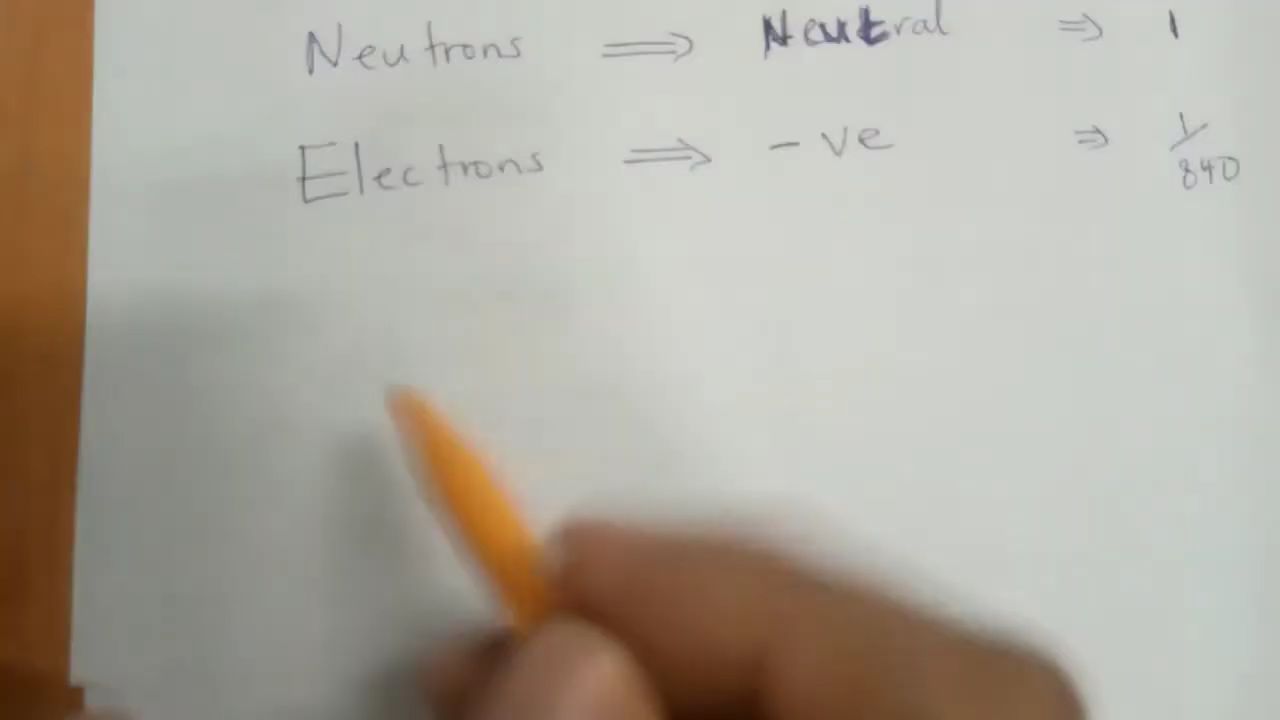 Neutrons ⇒ Neutral ⇒ 1
Electrons ⇒ -ve ⇒ 1/840